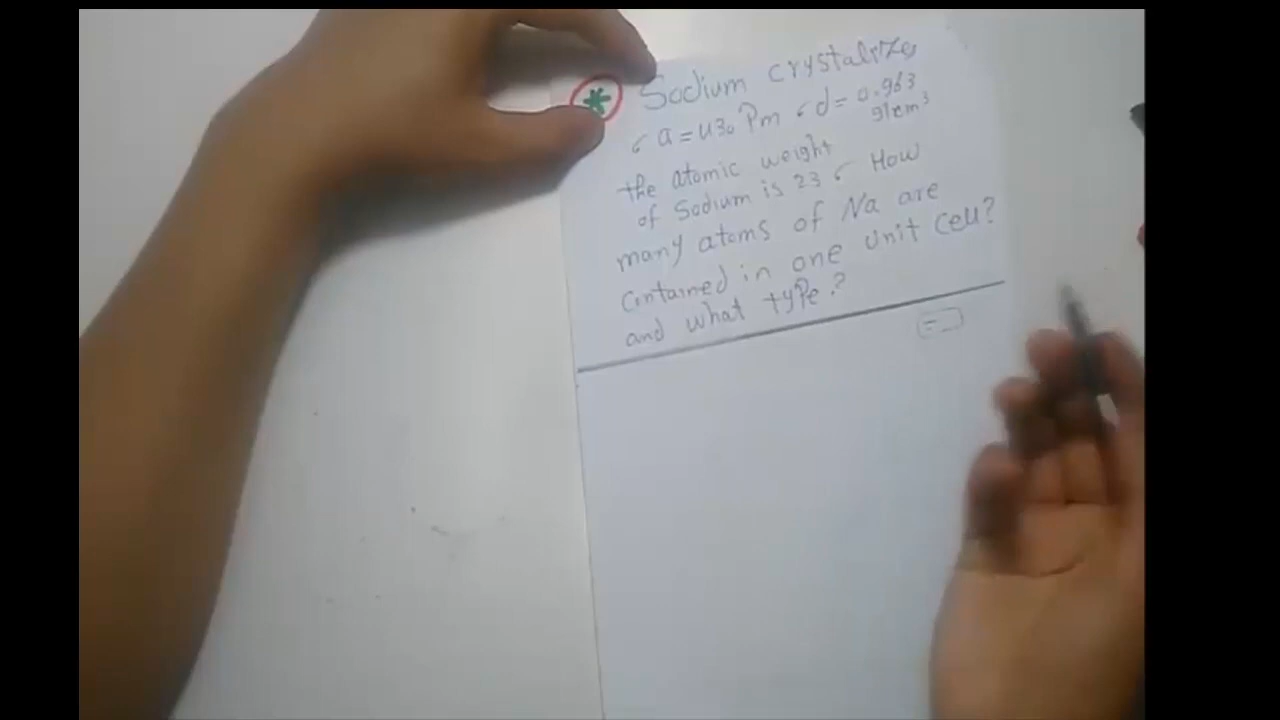 * Sodium crystalizes
, a = 430 Pm , d = 0.963
g/cm³
the atomic weight
of Sodium is 23 , How
many atoms of Na are
contained in one unit cell?
and what type?